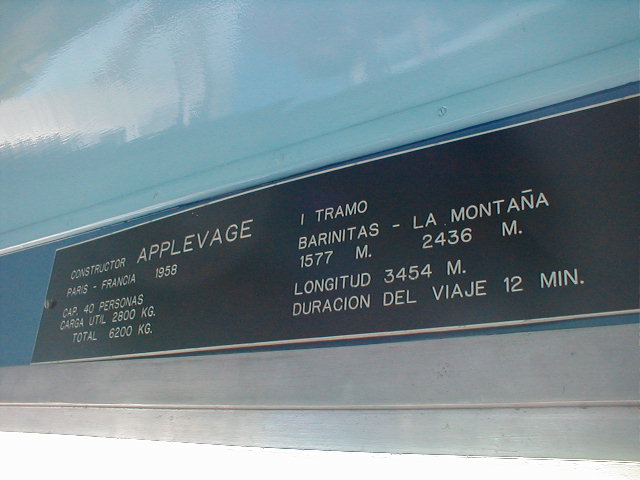 CONSTRUCTOR APPLEVAGE
PARIS - FRANCIA 1958
CAP. 40 PERSONAS
CARGA UTIL 2800 KG.
TOTAL 6200 KG.
I TRAMO
BARINITAS - LA MONTAÑA
1577 M. 2436 M.
LONGITUD 3454 M.
DURACION DEL VIAJE 12 MIN.